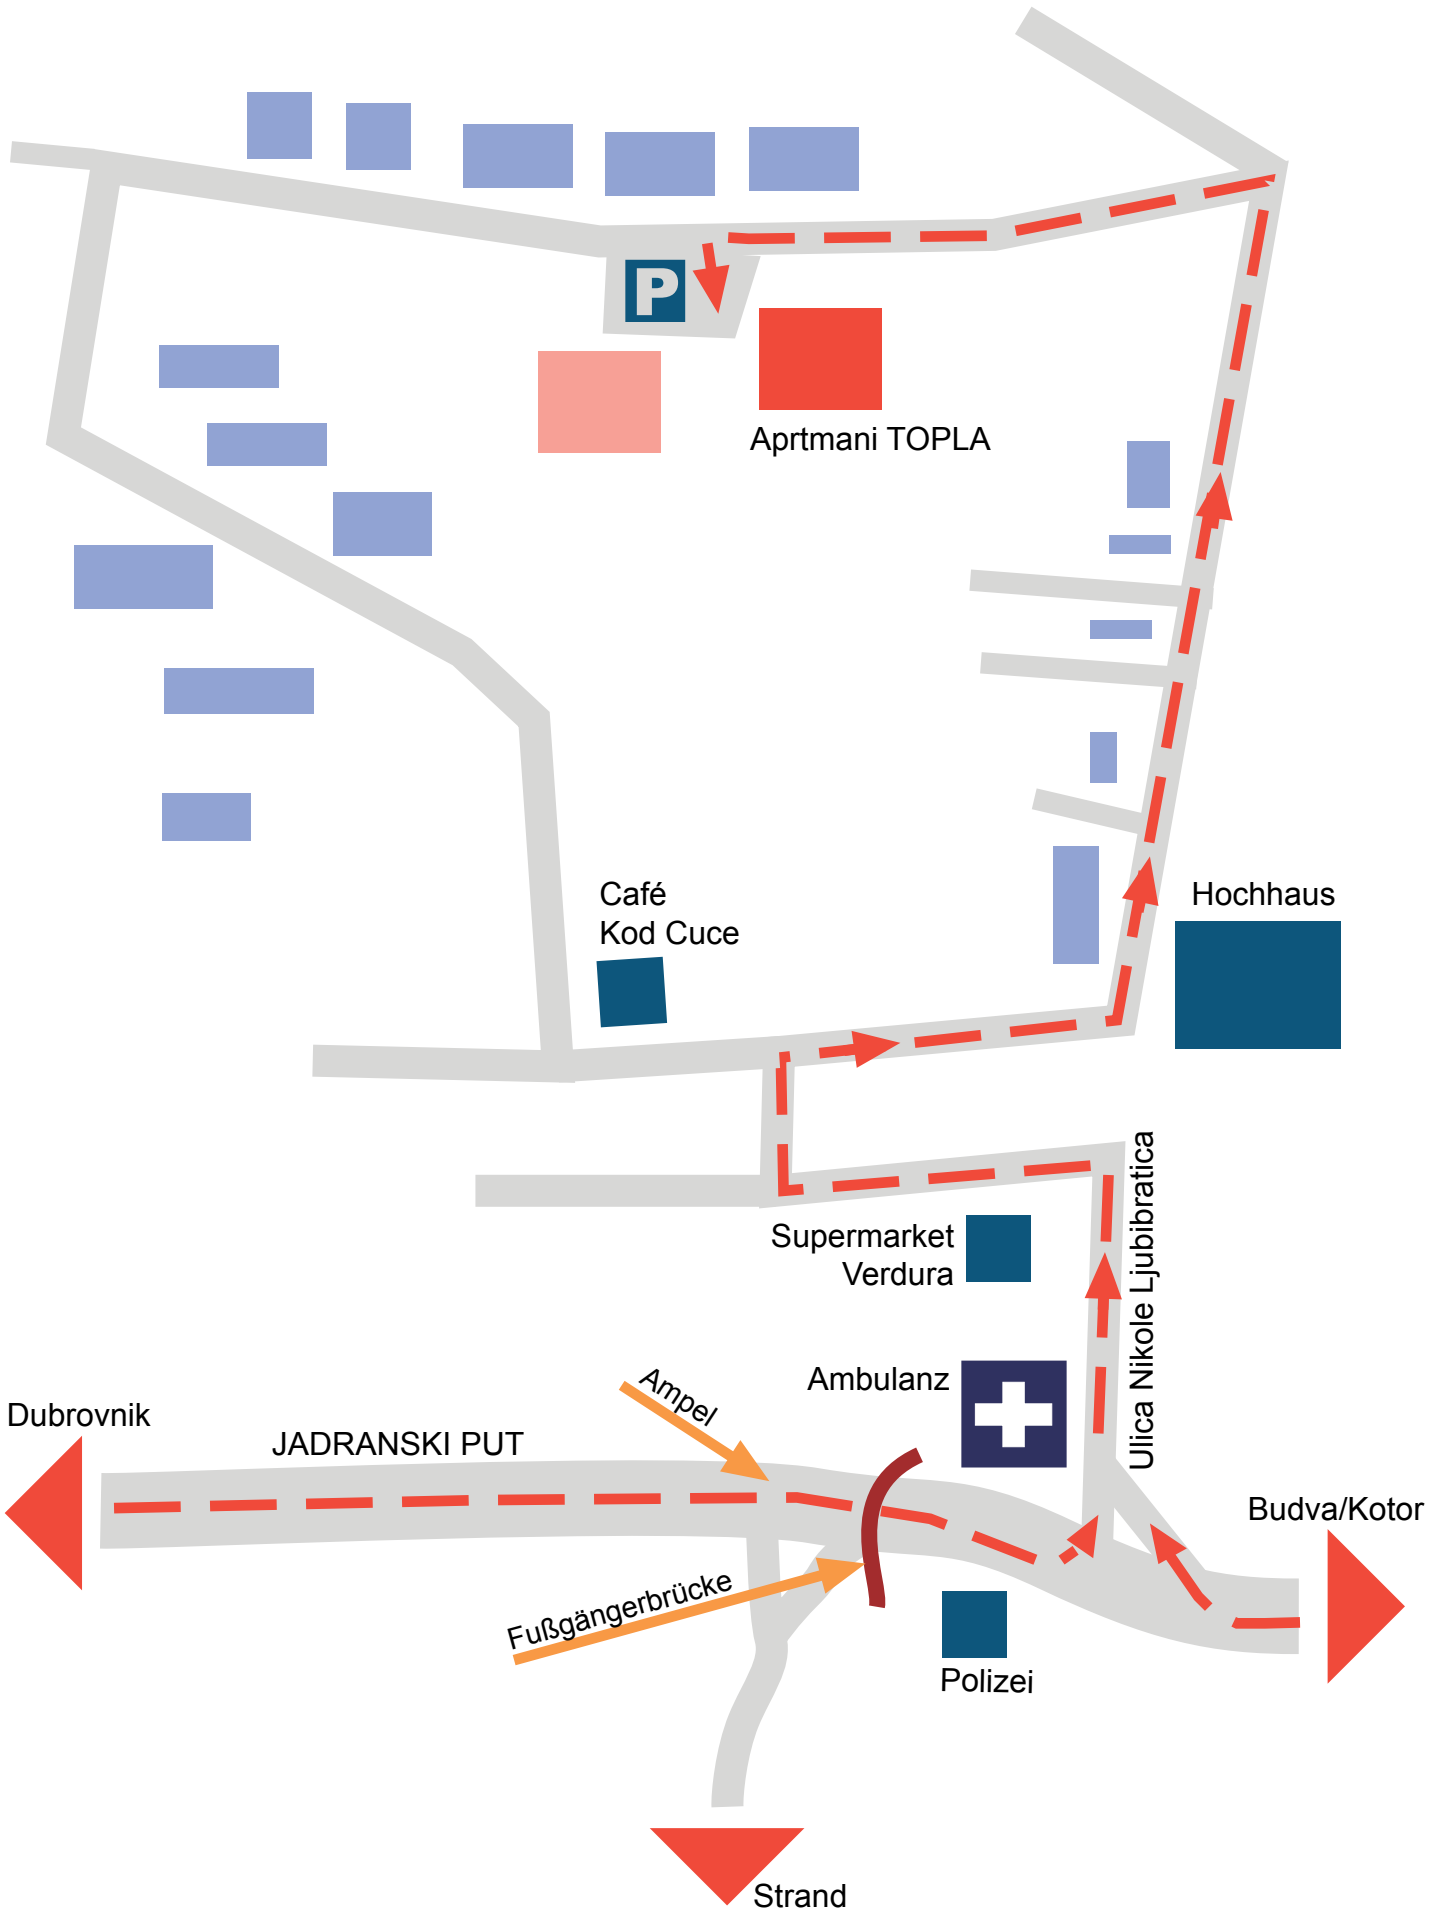 P
Aprtmani TOPLA
Café
Kod Cuce
Hochhaus
Ulica Nikole Ljubibratica
Supermarket
Verdura
Ambulanz
Ampel
Dubrovnik
JADRANSKI PUT
Budva/Kotor
Fußgängerbrücke
Polizei
Strand